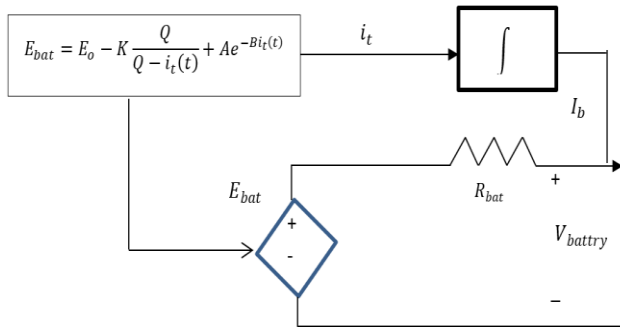 E_bat = E_o − K Q/(Q − i_t(t)) + Ae^{−Bi_t(t)}
i_t
∫
I_b
R_bat
E_bat
+
-
+
V_battry
−